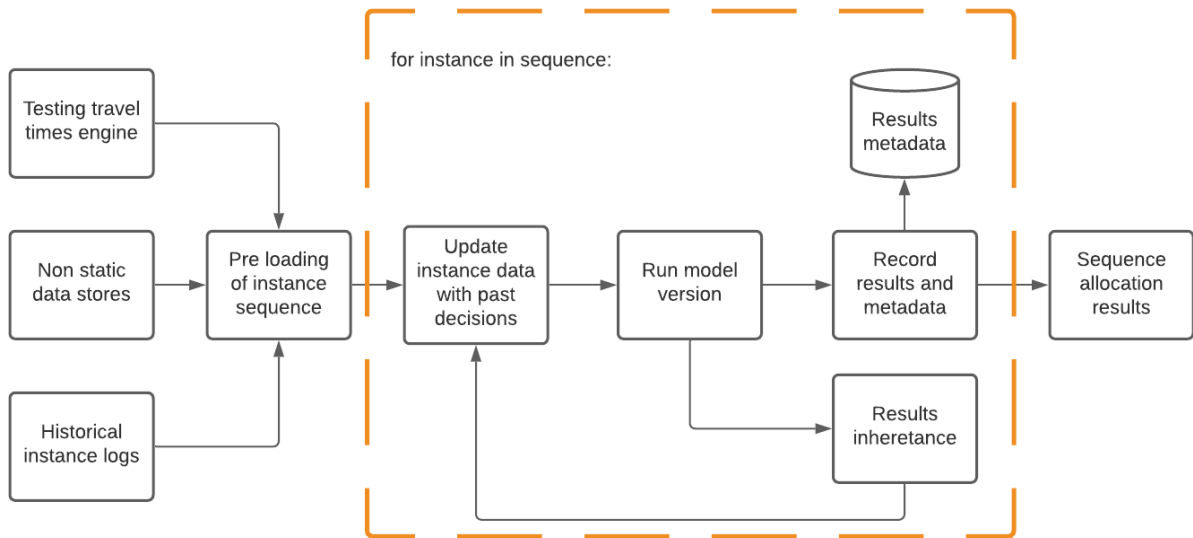 for instance in sequence:
Testing travel
times engine
Results
metadata
Non static
data stores
Pre loading
of instance
sequence
Update
instance data
with past
decisions
Run model
version
Record
results and
metadata
Sequence
allocation
results
Historical
instance logs
Results
inheretance